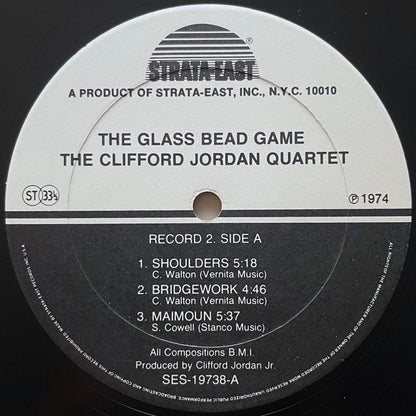 STRATA-EAST
®
A PRODUCT OF STRATA-EAST, INC., N.Y.C. 10010
THE GLASS BEAD GAME
THE CLIFFORD JORDAN QUARTET
ST 33⅓
℗ 1974
RECORD 2. SIDE A
1. SHOULDERS 5:18
C. Walton (Vernita Music)
2. BRIDGEWORK 4:46
C. Walton (Vernita Music)
3. MAIMOUN 5:37
S. Cowell (Stanco Music)
All Compositions B.M.I.
Produced by Clifford Jordan Jr.
SES-19738-A